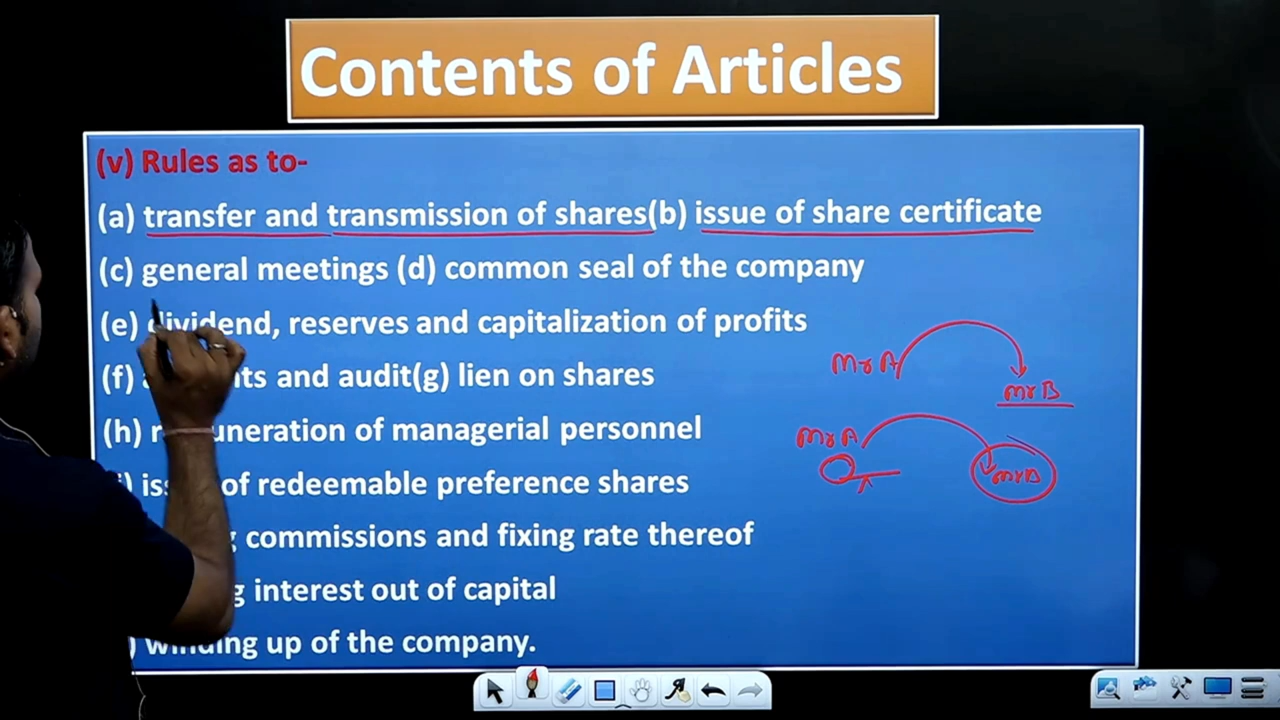 Contents of Articles
(v) Rules as to-
(a) transfer and transmission of shares(b) issue of share certificate
(c) general meetings (d) common seal of the company
(e) dividend, reserves and capitalization of profits
(f) and audit(g) lien on shares
Mr A
Mr B
(h) of managerial personnel
Mr A
Mr B
of redeemable preference shares
commissions and fixing rate thereof
interest out of capital
winding up of the company.